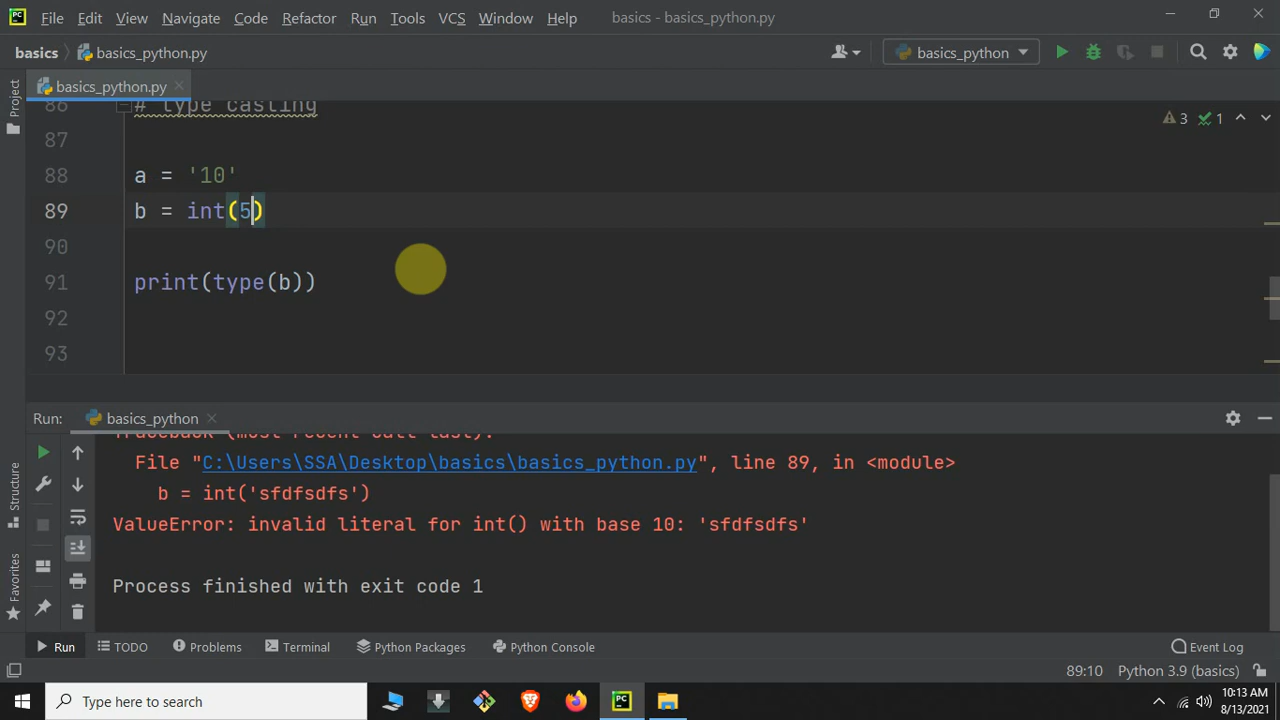 File Edit View Navigate Code Refactor Run Tools VCS Window Help basics - basics_python.py
basics basics_python.py basics_python
basics_python.py
Project
86 # type casting
3 1
87
88 a = '10'
89 b = int(5)
90
91 print(type(b))
92
93
Run: basics_python
Traceback (most recent call last):
File "C:\Users\SSA\Desktop\basics\basics_python.py", line 89, in <module>
b = int('sfdfsdfs')
ValueError: invalid literal for int() with base 10: 'sfdfsdfs'
Process finished with exit code 1
Structure
Favorites
Run TODO Problems Terminal Python Packages Python Console Event Log
89:10 Python 3.9 (basics)
Type here to search
10:13 AM
8/13/2021